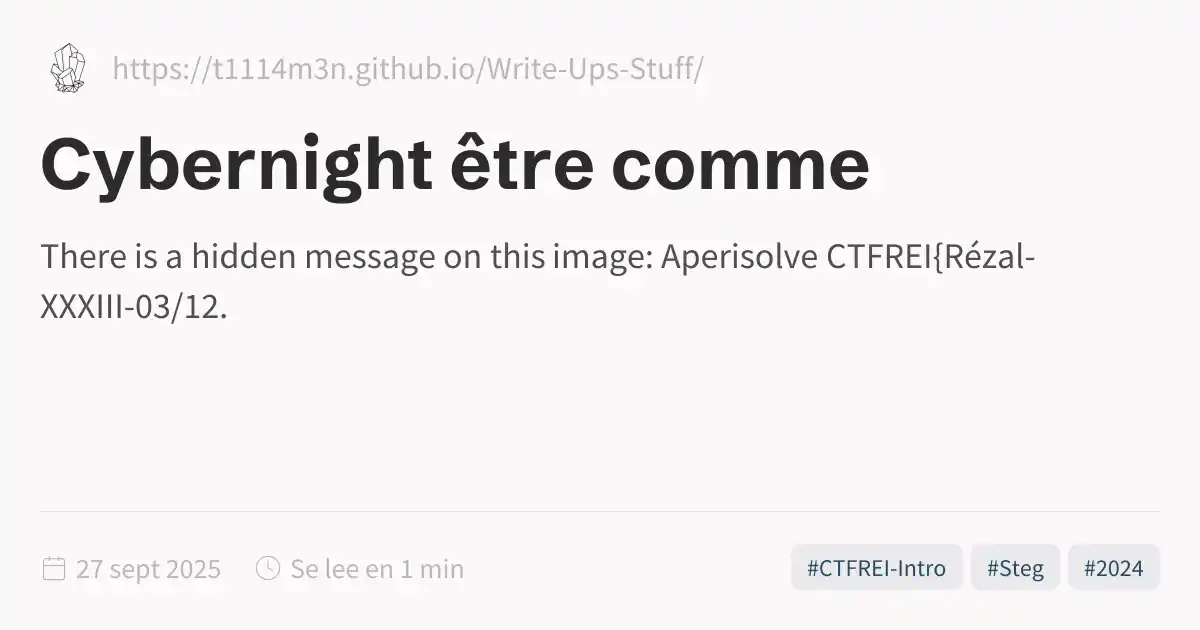 https://t1114m3n.github.io/Write-Ups-Stuff/
Cybernight être comme
There is a hidden message on this image: Aperisolve CTFREI{Rézal-
XXXIII-03/12.
27 sept 2025 Se lee en 1 min #CTFREI-Intro #Steg #2024